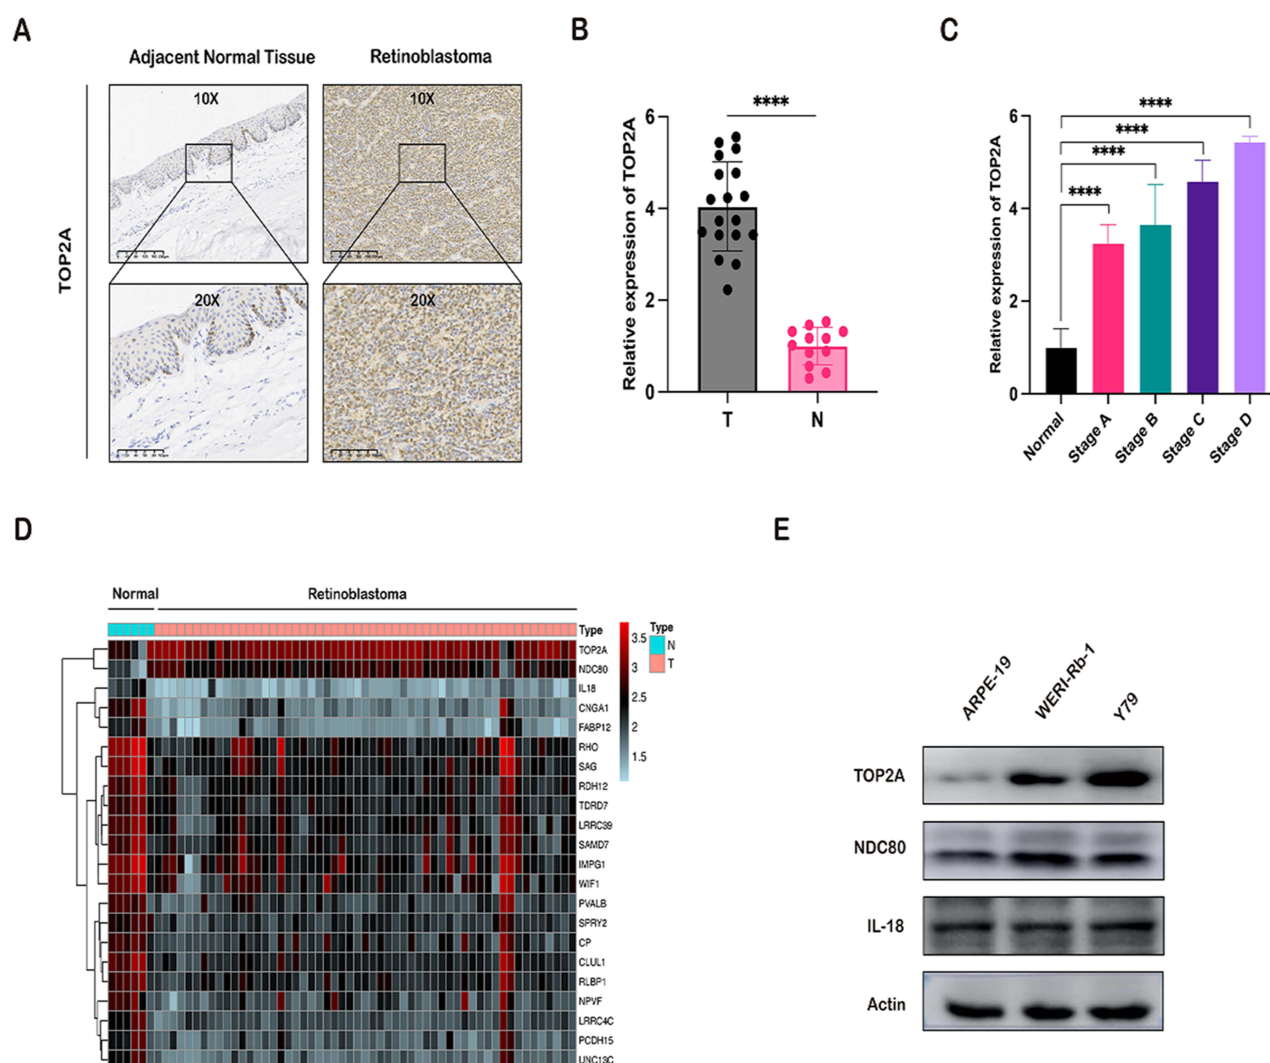 A
Adjacent Normal Tissue
Retinoblastoma
TOP2A
10X
10X
20X
20X
B
Relative expression of TOP2A
****
6
4
2
0
T
N
C
Relative expression of TOP2A
****
****
****
****
6
4
2
0
Normal
Stage A
Stage B
Stage C
Stage D
D
Normal
Retinoblastoma
Type
TOP2A
NDC80
IL18
CNGA1
FABP12
RHO
SAG
RDH12
TDRD7
LRRC39
SAMD7
IMPG1
WIF1
PVALB
SPRY2
CP
CLUL1
RLBP1
NPVF
LRRC4C
PCDH15
UNC13C
3.5
3
2.5
2
1.5
Type
N
T
E
ARPE-19
WERI-Rb-1
Y79
TOP2A
NDC80
IL-18
Actin